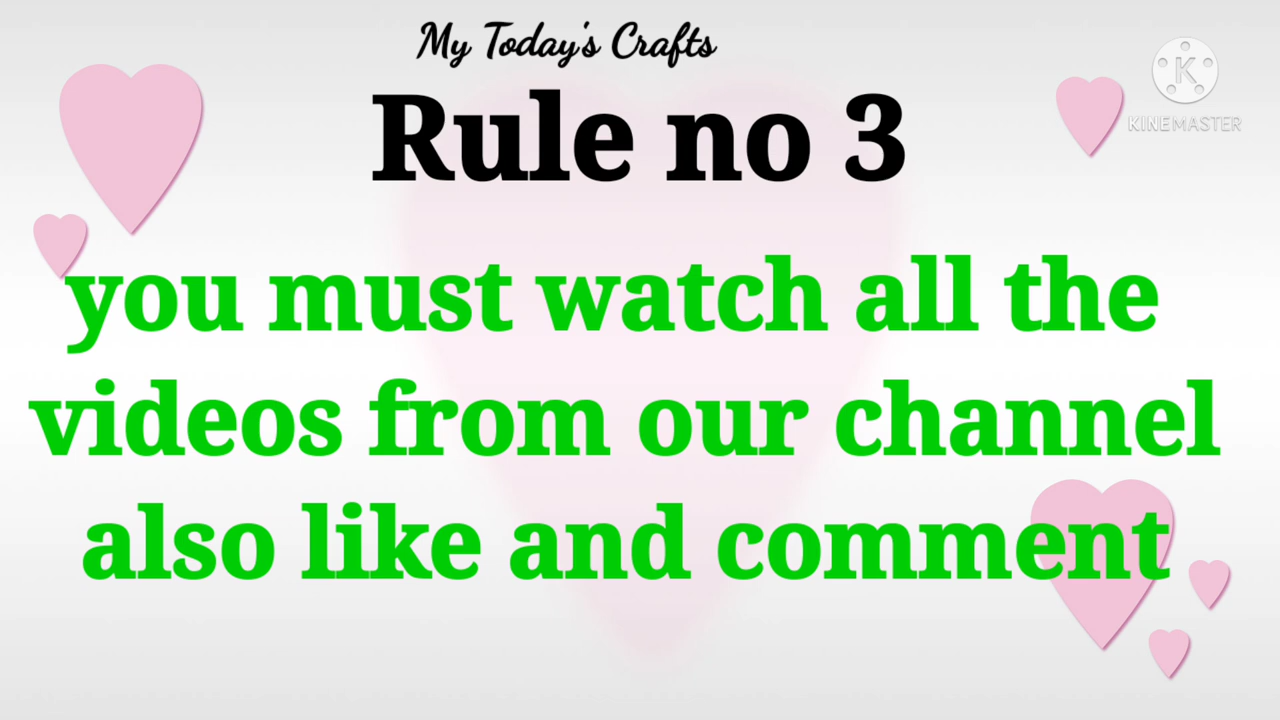 My Today's Crafts
Rule no 3
K
KINEMASTER
you must watch all the
videos from our channel
also like and comment